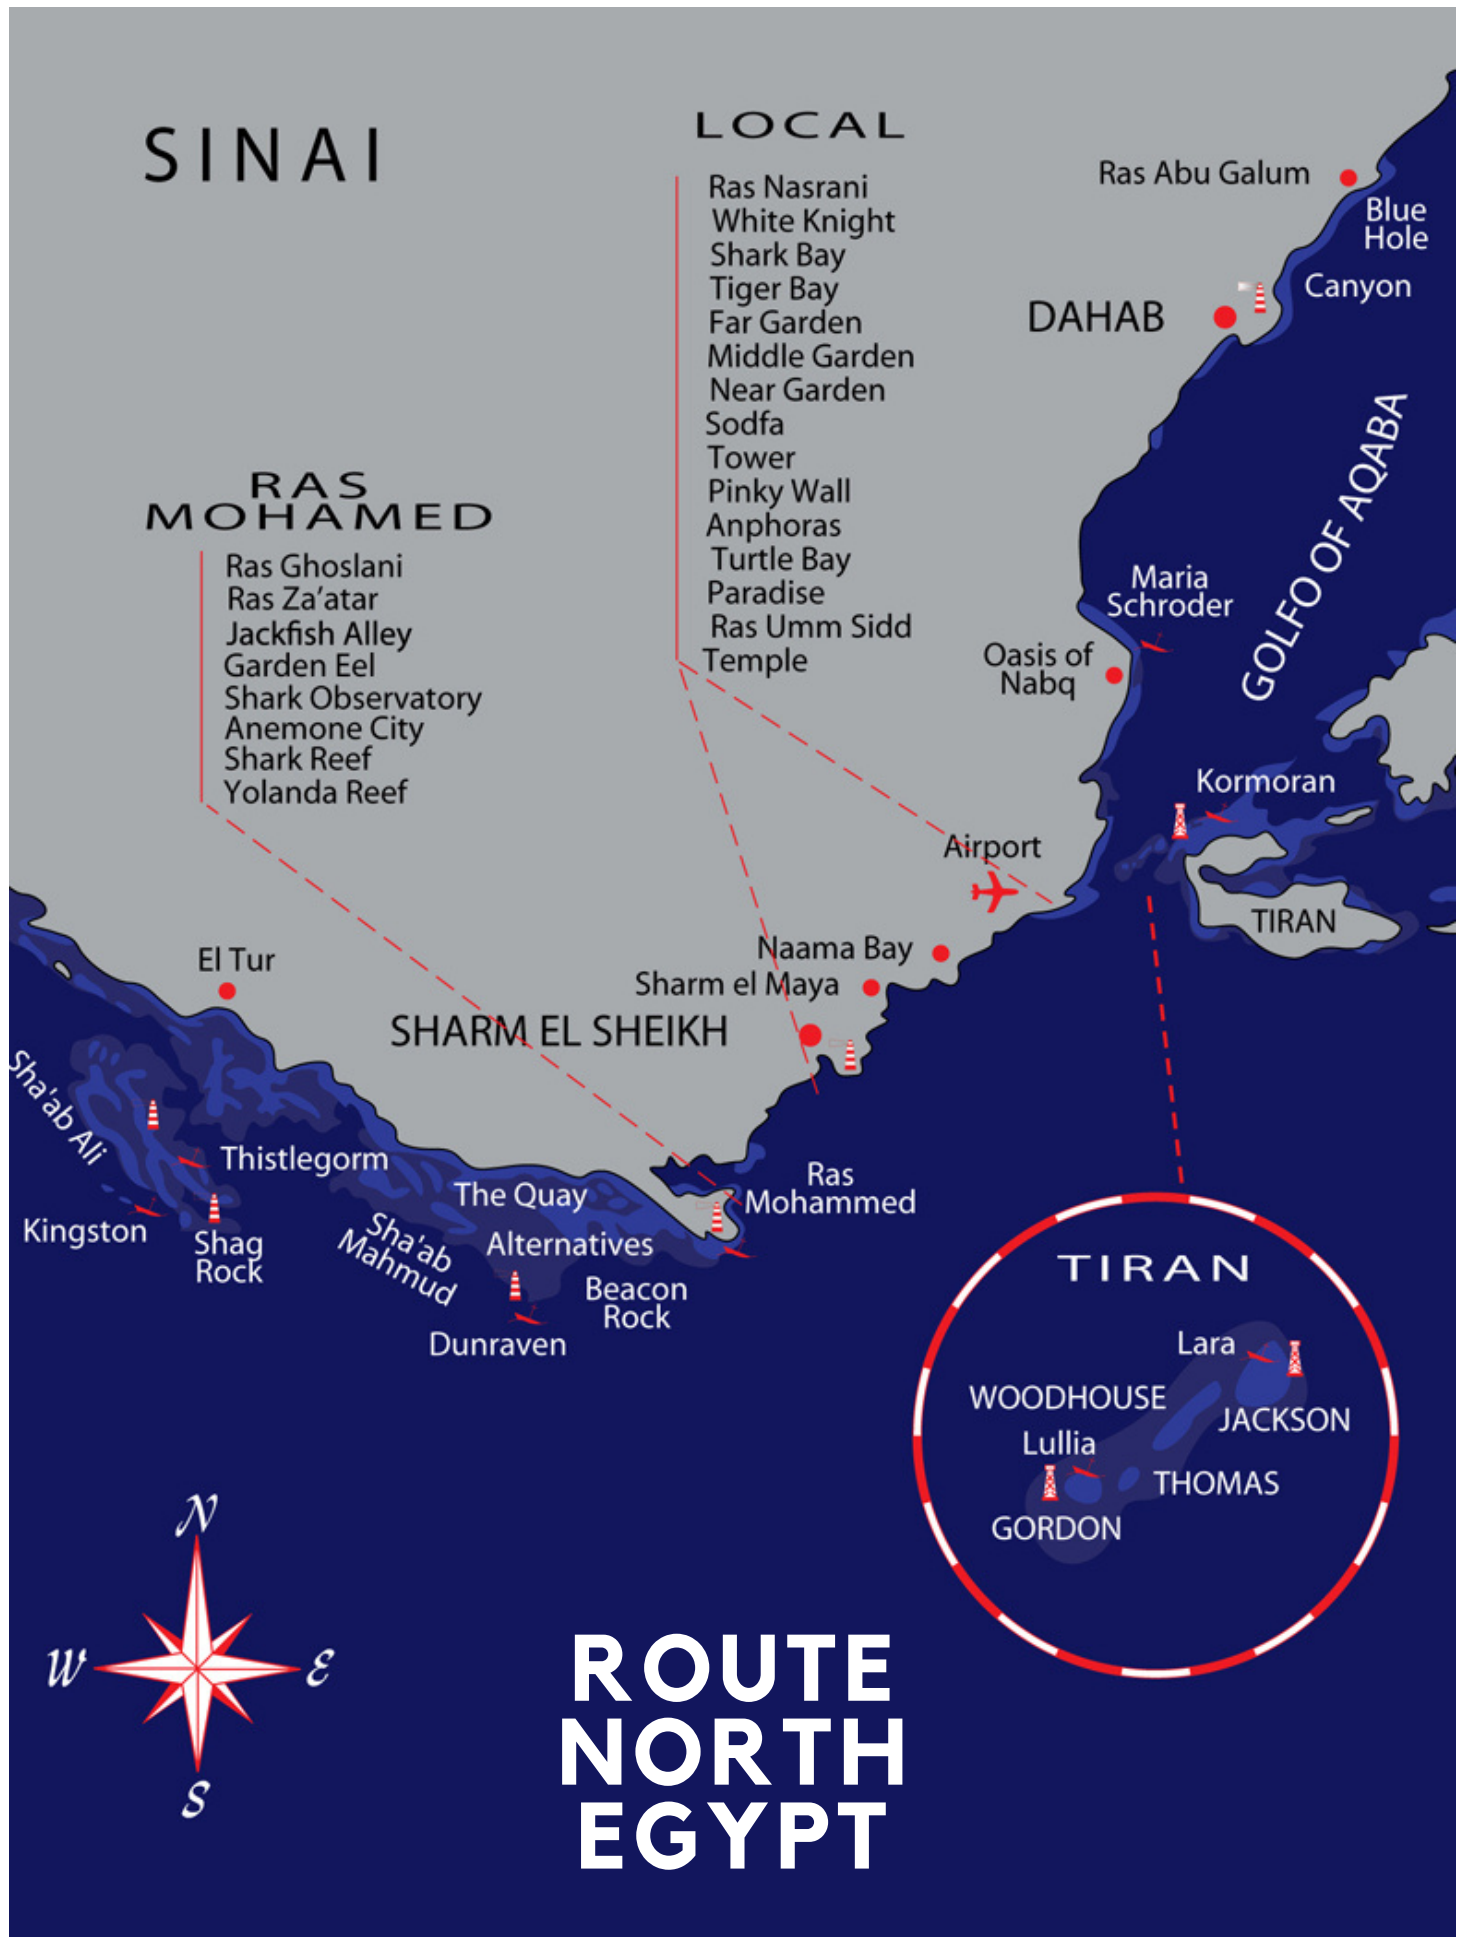 SINAI
LOCAL
Ras Nasrani
White Knight
Shark Bay
Tiger Bay
Far Garden
Middle Garden
Near Garden
Sodfa
Tower
Pinky Wall
Anphoras
Turtle Bay
Paradise
Ras Umm Sidd
Temple
Ras Abu Galum
Blue
Hole
Canyon
DAHAB
GOLFO OF AQABA
RAS
MOHAMED
Ras Ghoslani
Ras Za'atar
Jackfish Alley
Garden Eel
Shark Observatory
Anemone City
Shark Reef
Yolanda Reef
Maria
Schroder
Oasis of
Nabq
Kormoran
Airport
TIRAN
Naama Bay
Sharm el Maya
SHARM EL SHEIKH
El Tur
Sha'ab Ali
Thistlegorm
Kingston
Shag
Rock
The Quay
Sha'ab
Mahmud
Alternatives
Beacon
Rock
Dunraven
Ras
Mohammed
TIRAN
Lara
WOODHOUSE
JACKSON
Lullia
THOMAS
GORDON
N
W
E
S
ROUTE
NORTH
EGYPT